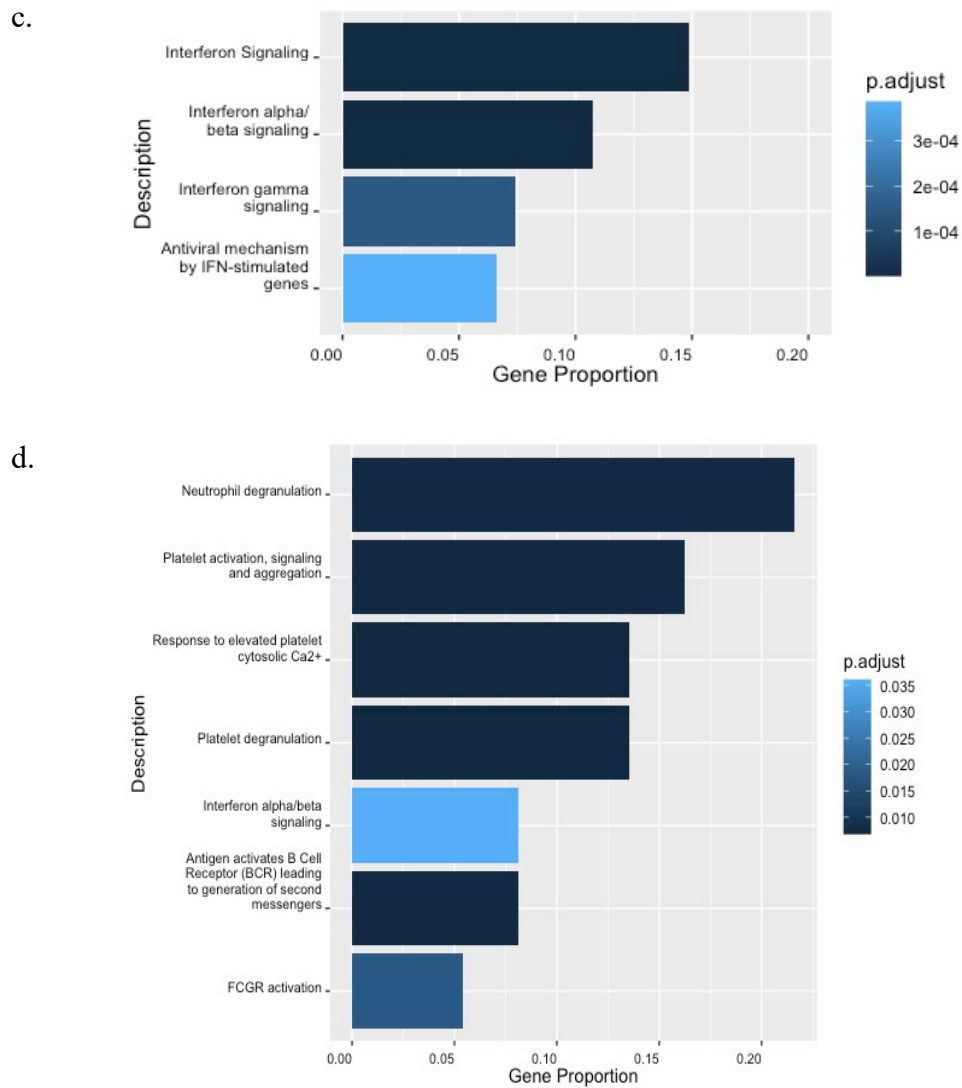 c.
Interferon Signaling
Interferon alpha/
beta signaling
Interferon gamma
signaling
Antiviral mechanism
by IFN-stimulated
genes
Description
0.00 0.05 0.10 0.15 0.20
Gene Proportion
p.adjust
3e-04
2e-04
1e-04
d.
Neutrophil degranulation
Platelet activation, signaling
and aggregation
Response to elevated platelet
cytosolic Ca2+
Platelet degranulation
Interferon alpha/beta
signaling
Antigen activates B Cell
Receptor (BCR) leading
to generation of second
messengers
FCGR activation
Description
0.00 0.05 0.10 0.15 0.20
Gene Proportion
p.adjust
0.035
0.030
0.025
0.020
0.015
0.010